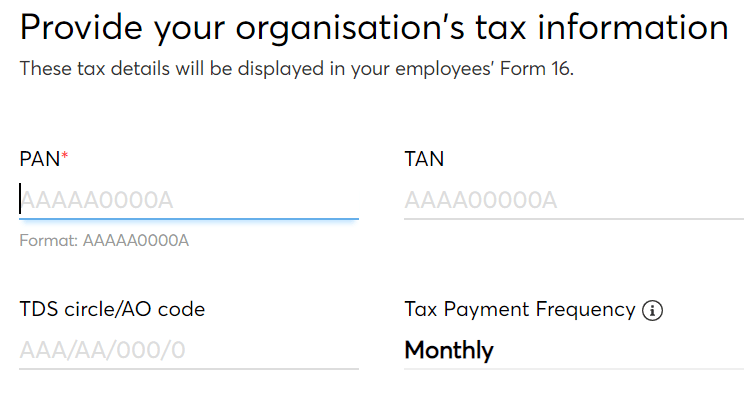 Provide your organisation's tax information
These tax details will be displayed in your employees' Form 16.
PAN*
TAN
AAAAA0000A
AAAA00000A
Format: AAAAA0000A
TDS circle/AO code
Tax Payment Frequency
AAA/AA/000/0
Monthly